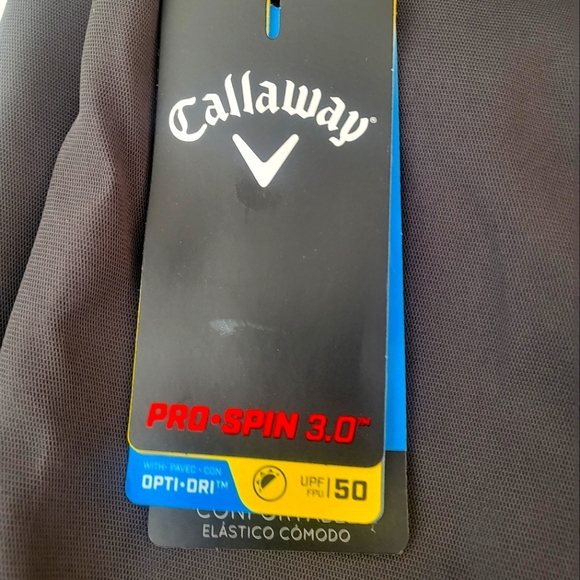 Callaway®
PRO•SPIN 3.0™
WITH • PAVEC • CON
OPTI•DRI™
UPF
FPU
50
ELÁSTICO CÓMODO